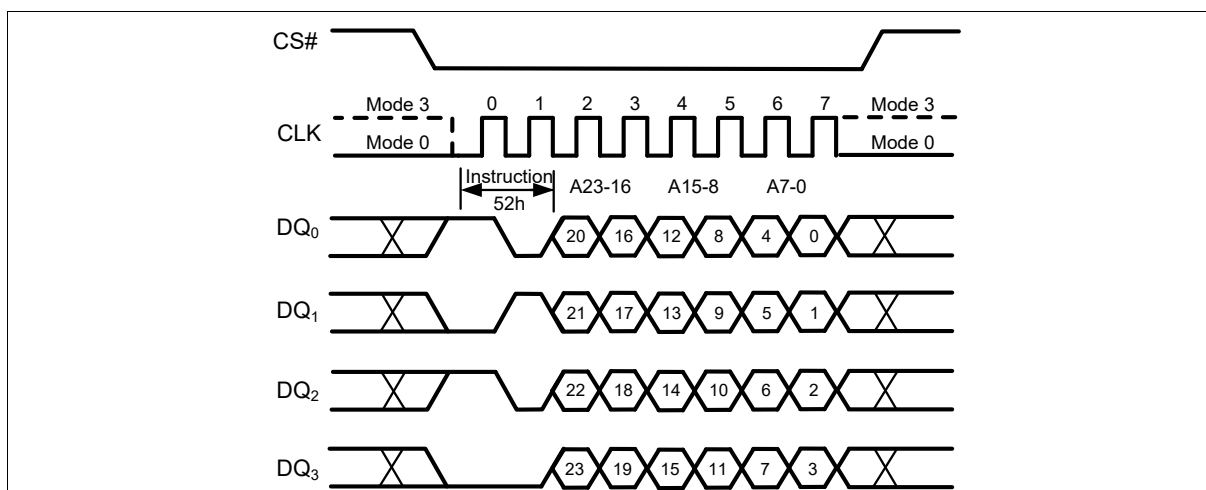 CS#
Mode 3 0 1 2 3 4 5 6 7 Mode 3
CLK
Mode 0 Mode 0
Instruction A23-16 A15-8 A7-0
52h
DQ0 20 16 12 8 4 0
DQ1 21 17 13 9 5 1
DQ2 22 18 14 10 6 2
DQ3 23 19 15 11 7 3